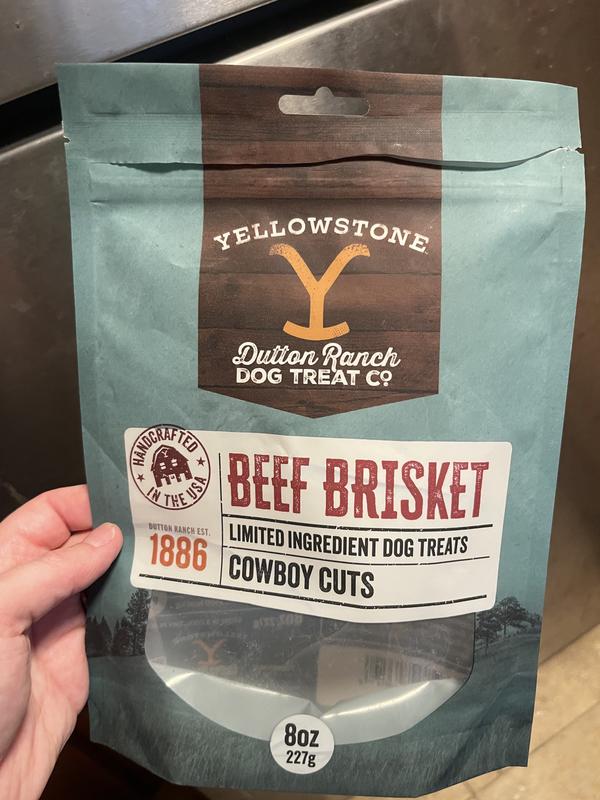 YELLOWSTONE
Y
Dutton Ranch
DOG TREAT Co
HANDCRAFTED
IN THE USA
DUTTON RANCH EST.
1886
BEEF BRISKET
LIMITED INGREDIENT DOG TREATS
COWBOY CUTS
8oz
227g